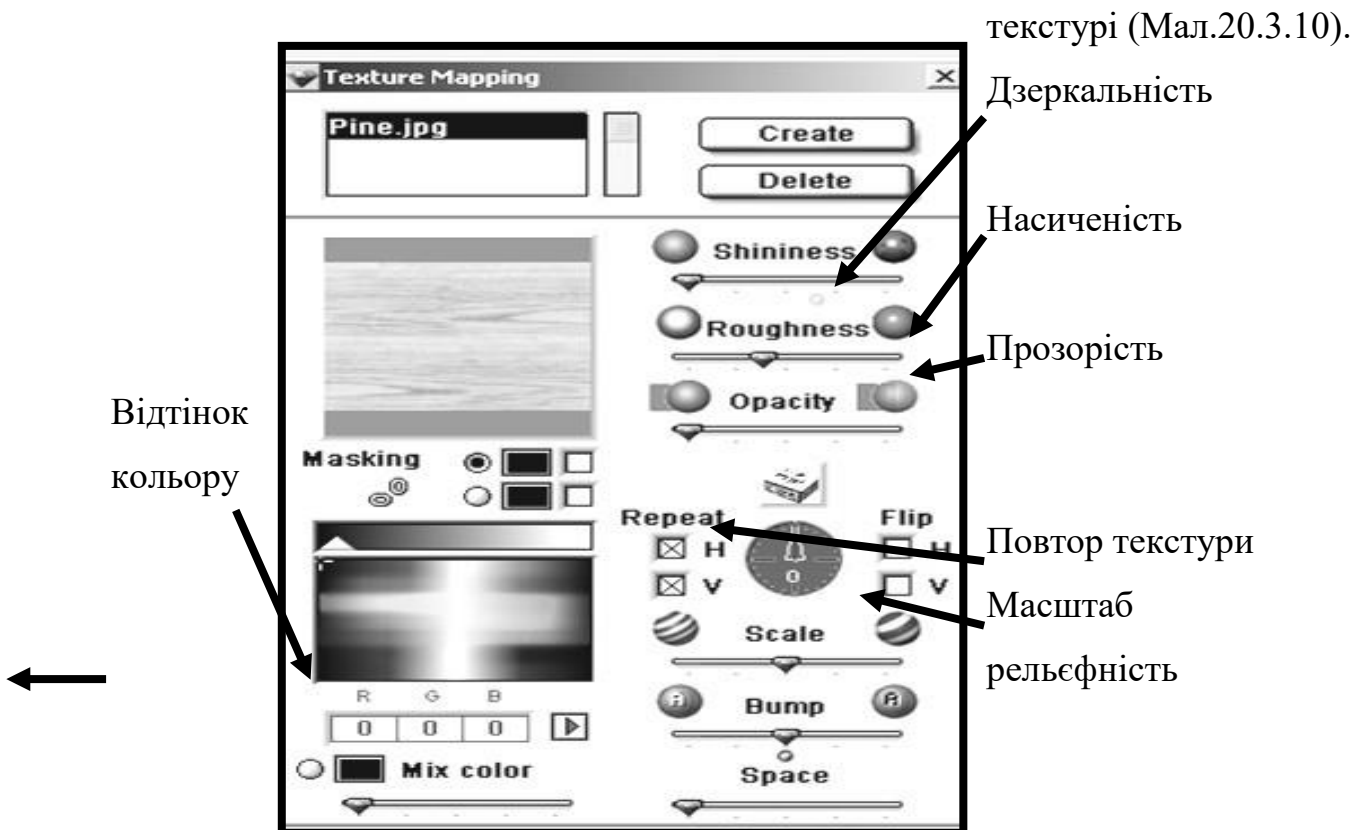 текстурі (Мал.20.3.10).
Texture Mapping
Дзеркальність
Pine.jpg
Create
Delete
Насиченість
Shininess
Roughness
Прозорість
Opacity
Відтінок
кольору
Masking
Repeat
Flip
H
H
Повтор текстури
V
V
Масштаб
Scale
рельєфність
R G B
0 0 0
Bump
Mix color
Space